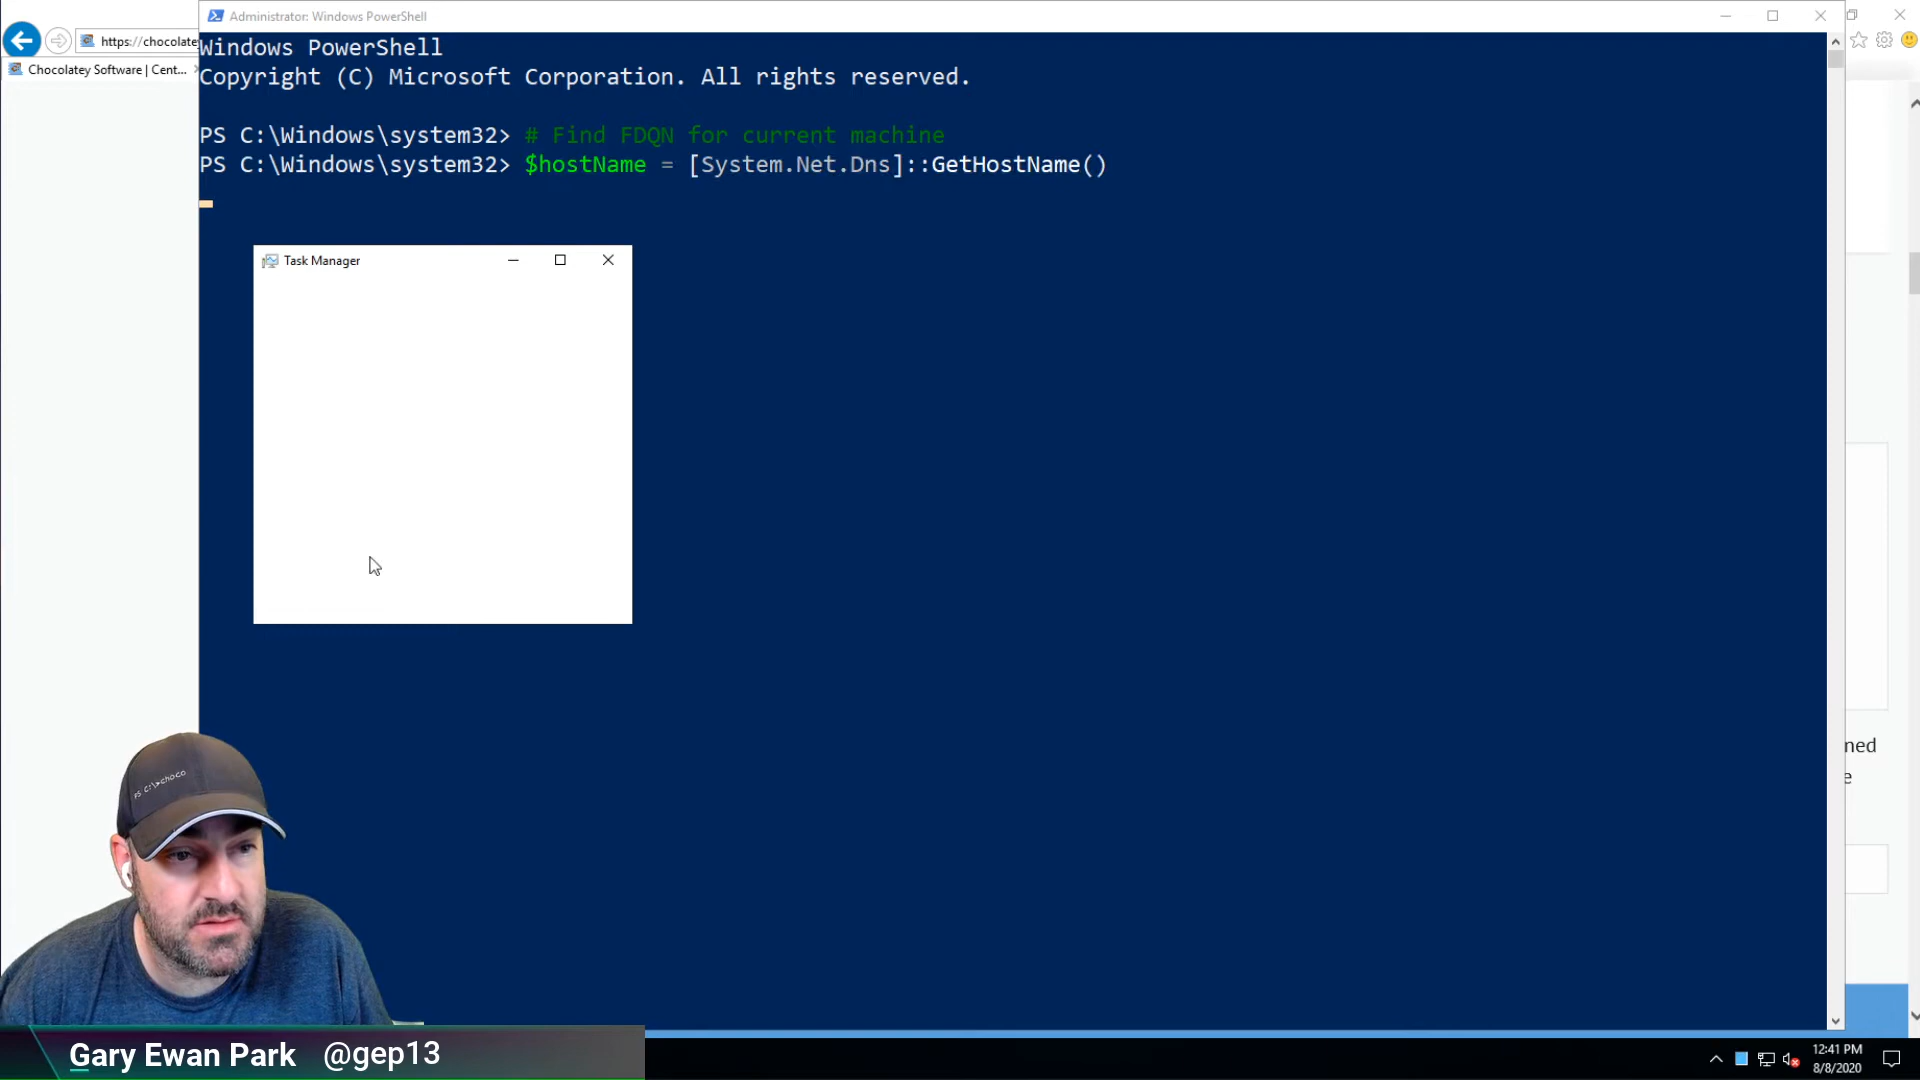 Administrator: Windows PowerShell
https://chocolate
Chocolatey Software | Cent...
Windows PowerShell
Copyright (C) Microsoft Corporation. All rights reserved.
PS C:\Windows\system32> # Find FDQN for current machine
PS C:\Windows\system32> $hostName = [System.Net.Dns]::GetHostName()
Task Manager
ned
e
PS C:\>choco
Gary Ewan Park @gep13
12:41 PM
8/8/2020